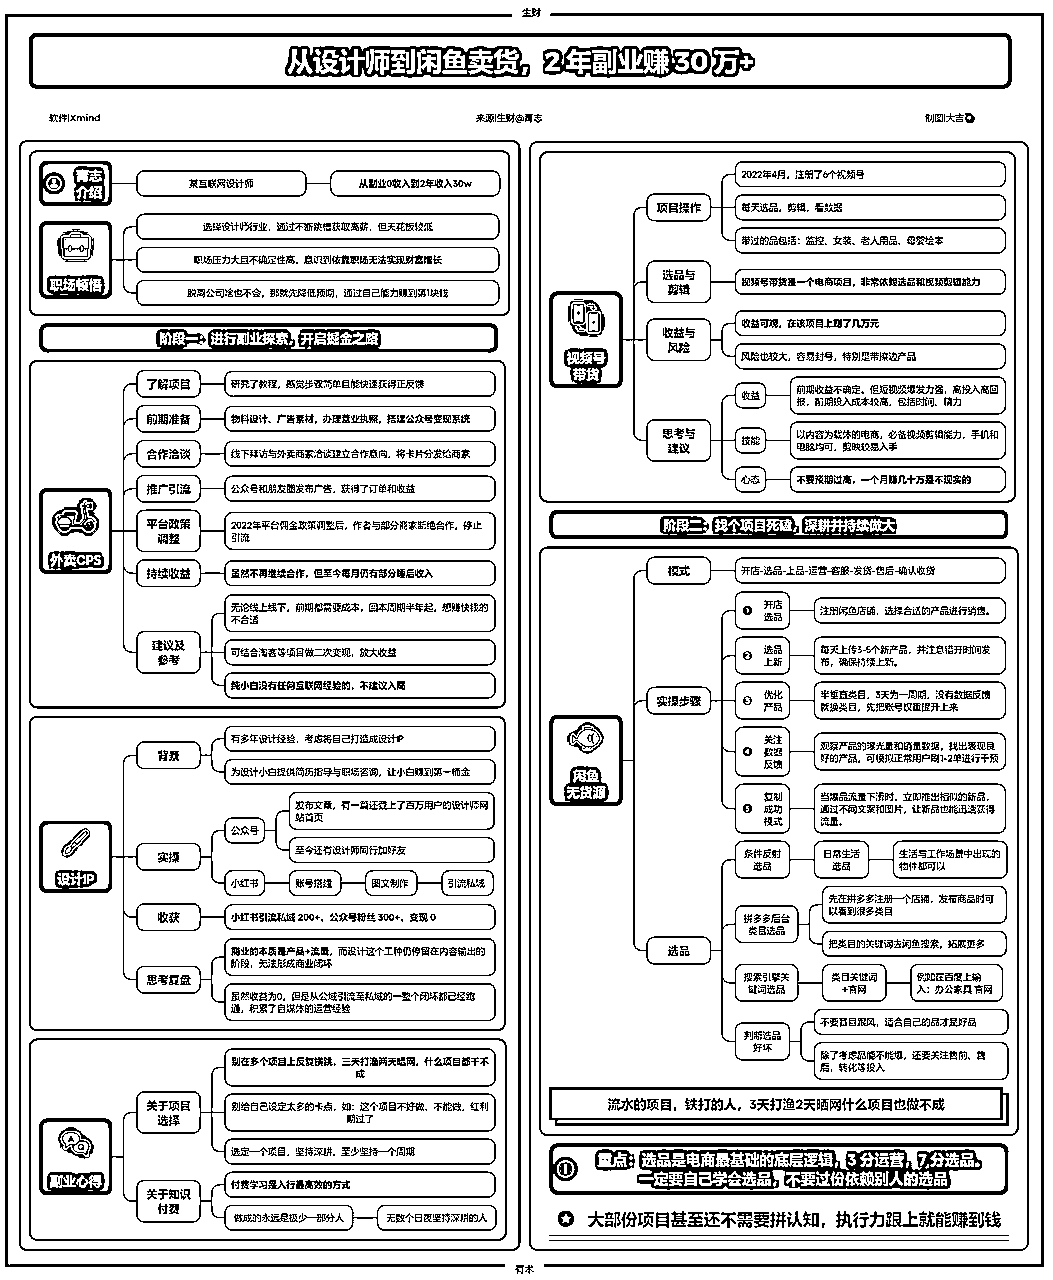 生财
从设计师到闲鱼卖货，2年副业赚30万+
软件|Xmind
来源|生财@青志
制图|大吉
青志
介绍
某互联网设计师
从副业0收入到2年收入30w
职场顿悟
选择设计师行业，通过不断跳槽获取高薪，但天花板较低
职场压力大且不确定性高，意识到依靠职场无法实现财富增长
脱离公司啥也不会，那就先降低预期，通过自己能力赚到第1块钱
阶段一：进行副业探索，开启掘金之路
外卖CPS
了解项目
研究了教程，感觉步骤简单且能快速获得正反馈
前期准备
物料设计、广告素材，办理营业执照，搭建公众号变现系统
合作洽谈
线下拜访与外卖商家洽谈建立合作意向，将卡片分发给商家
推广引流
公众号和朋友圈发布广告，获得了订单和收益
平台政策
调整
2022年平台佣金政策调整后，作者与部分商家断绝合作，停止
引流
持续收益
虽然不再继续合作，但至今每月仍有部分睡后收入
建议及
参考
无论线上线下，前期都需要成本，回本周期半年起，想赚快钱的
不合适
可结合淘客等项目做二次变现，放大收益
纯小白没有任何互联网经验的，不建议入局
设计IP
背景
有多年设计经验，考虑将自己打造成设计IP
为设计小白提供简历指导与职场咨询，让小白赚到第一桶金
实操
公众号
发布文章，有一篇还登上了百万用户的设计师网
站首页
至今还有设计师同行加好友
小红书
账号搭建
图文制作
引流私域
收获
小红书引流私域 200+，公众号粉丝 300+，变现 0
思考复盘
商业的本质是产品+流量，而设计这个工种仍停留在内容输出的
阶段，无法形成商业闭环
虽然收益为0，但是从公域引流至私域的一整个闭环都已经跑
通，积累了自媒体的运营经验
副业心得
关于项目
选择
别在多个项目上反复横跳，三天打渔两天晒网，什么项目都干不
成
别给自己设定太多的卡点，如：这个项目不好做、不能做，红利
期过了
选定一个项目，坚持深耕，至少坚持一个周期
关于知识
付费
付费学习是入行最高效的方式
做成的永远是极少一部分人
无数个日夜坚持深耕的人
视频号
带货
项目操作
2022年4月，注册了6个视频号
每天选品，剪辑，看数据
带过的品包括：监控、女装、老人用品、母婴绘本
选品与
剪辑
视频号带货是一个电商项目，非常依赖选品和视频剪辑能力
收益与
风险
收益可观，在该项目上赚了几万元
风险也较大，容易封号，特别是带擦边产品
思考与
建议
收益
前期收益不确定，但短视频爆发力强，高投入高回
报，前期投入成本较高，包括时间、精力
技能
以内容为载体的电商，必备视频剪辑能力，手机和
电脑均可，剪映较易入手
心态
不要预期过高，一个月赚几十万是不现实的
阶段二：找个项目死磕，深耕并持续做大
闲鱼
无货源
模式
开店-选品-上品-运营-客服-发货-售后-确认收货
实操步骤
❶ 开店
选品
注册闲鱼店铺，选择合适的产品进行销售。
❷ 选品
上新
每天上传3-5个新产品，并注意错开时间发
布，确保持续上新。
❸ 优化
产品
半垂直类目，3天为一周期，没有数据反馈
就换类目，先把账号权重提升上来
❹ 关注
数据
反馈
观察产品的曝光量和销量数据，找出表现良
好的产品，可模拟正常用户刷1-2单进行干预
❺ 复制
成功
模式
当爆品流量下滑时，立即推出相似的新品，
通过不同文案和图片，让新品也能迅速获得
流量。
选品
条件反射
选品
日常生活
选品
生活与工作场景中出现的
物件都可以
拼多多后台
类目选品
先在拼多多注册一个店铺，发布商品时可
以看到很多类目
把类目的关键词去闲鱼搜索，拓展更多
搜索引擎关
键词选品
类目关键词
+官网
例如在百度上输
入：办公家具 官网
判断选品
好坏
不要盲目跟风，适合自己的品才是好品
除了考虑品能不能爆，还要关注售前、售
后，转化等投入
流水的项目，铁打的人，3天打渔2天晒网什么项目也做不成
重点：选品是电商最基础的底层逻辑，3 分运营，7 分选品。
一定要自己学会选品，不要过份依赖别人的选品
大部份项目甚至还不需要拼认知，执行力跟上就能赚到钱
有术